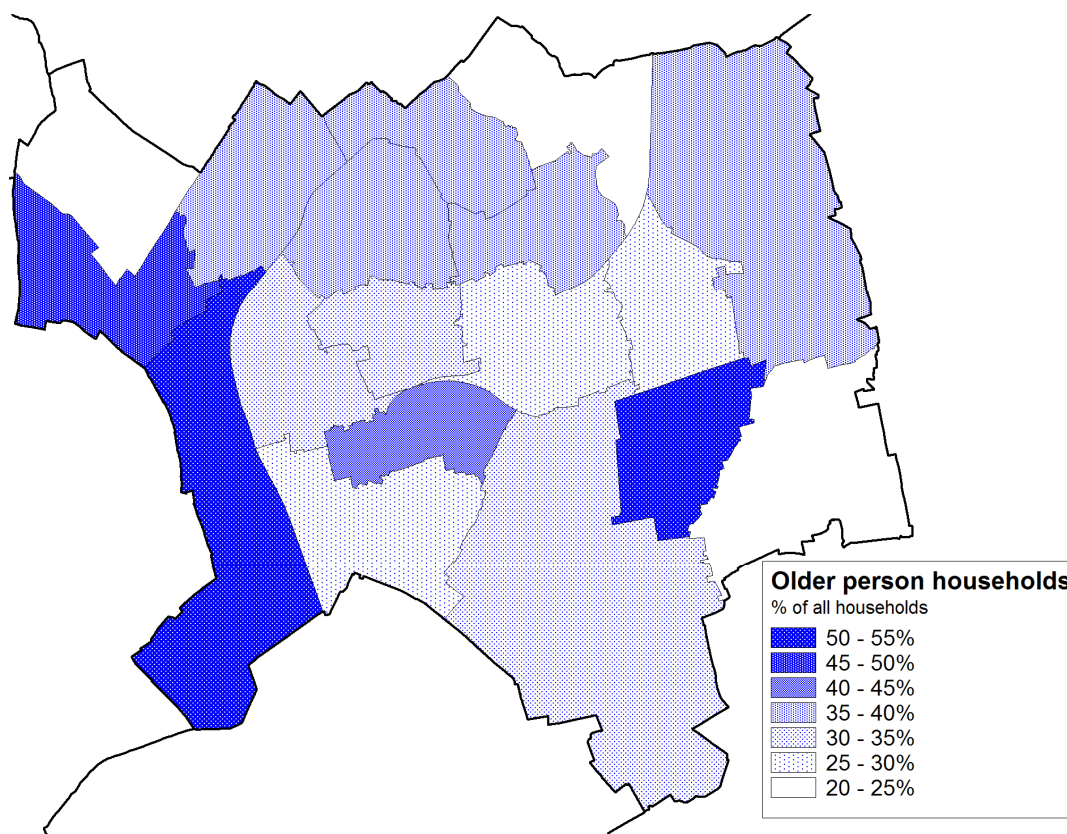 Older person households
% of all households
50 - 55%
45 - 50%
40 - 45%
35 - 40%
30 - 35%
25 - 30%
20 - 25%